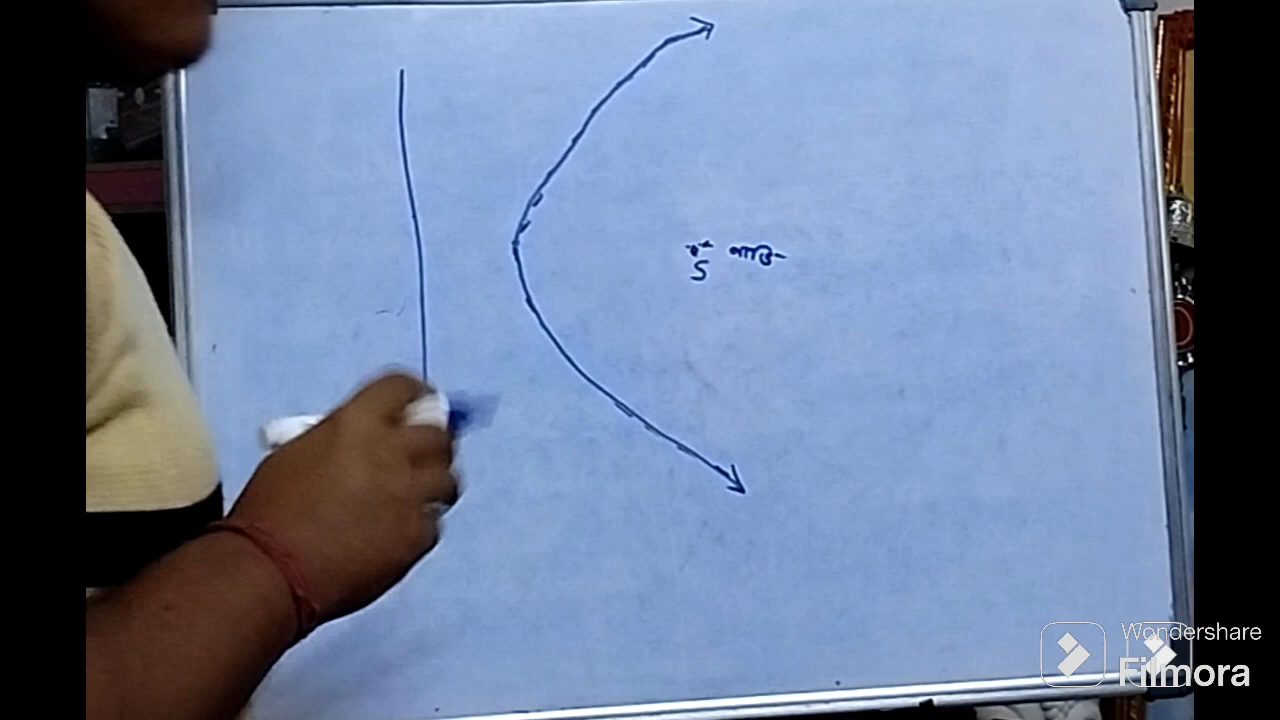 নাভি
S
Wondershare
Filmora